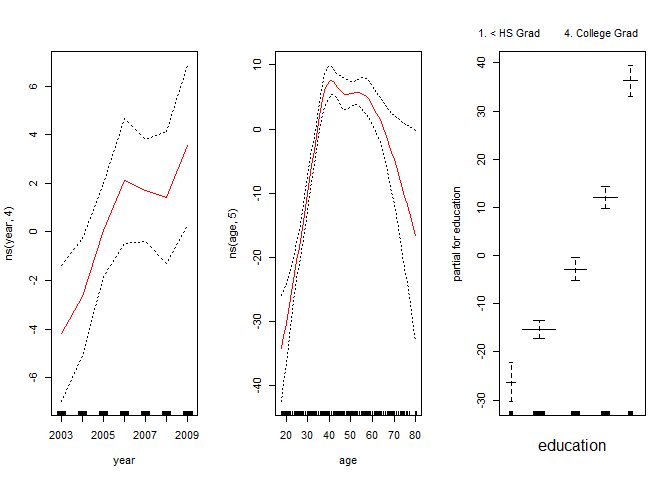 1. < HS Grad 4. College Grad
ns(year, 4)
6
4
2
0
-2
-4
-6
2003 2005 2007 2009
year
ns(age, 5)
10
0
-10
-20
-30
-40
20 30 40 50 60 70 80
age
partial for education
40
30
20
10
0
-10
-20
-30
education